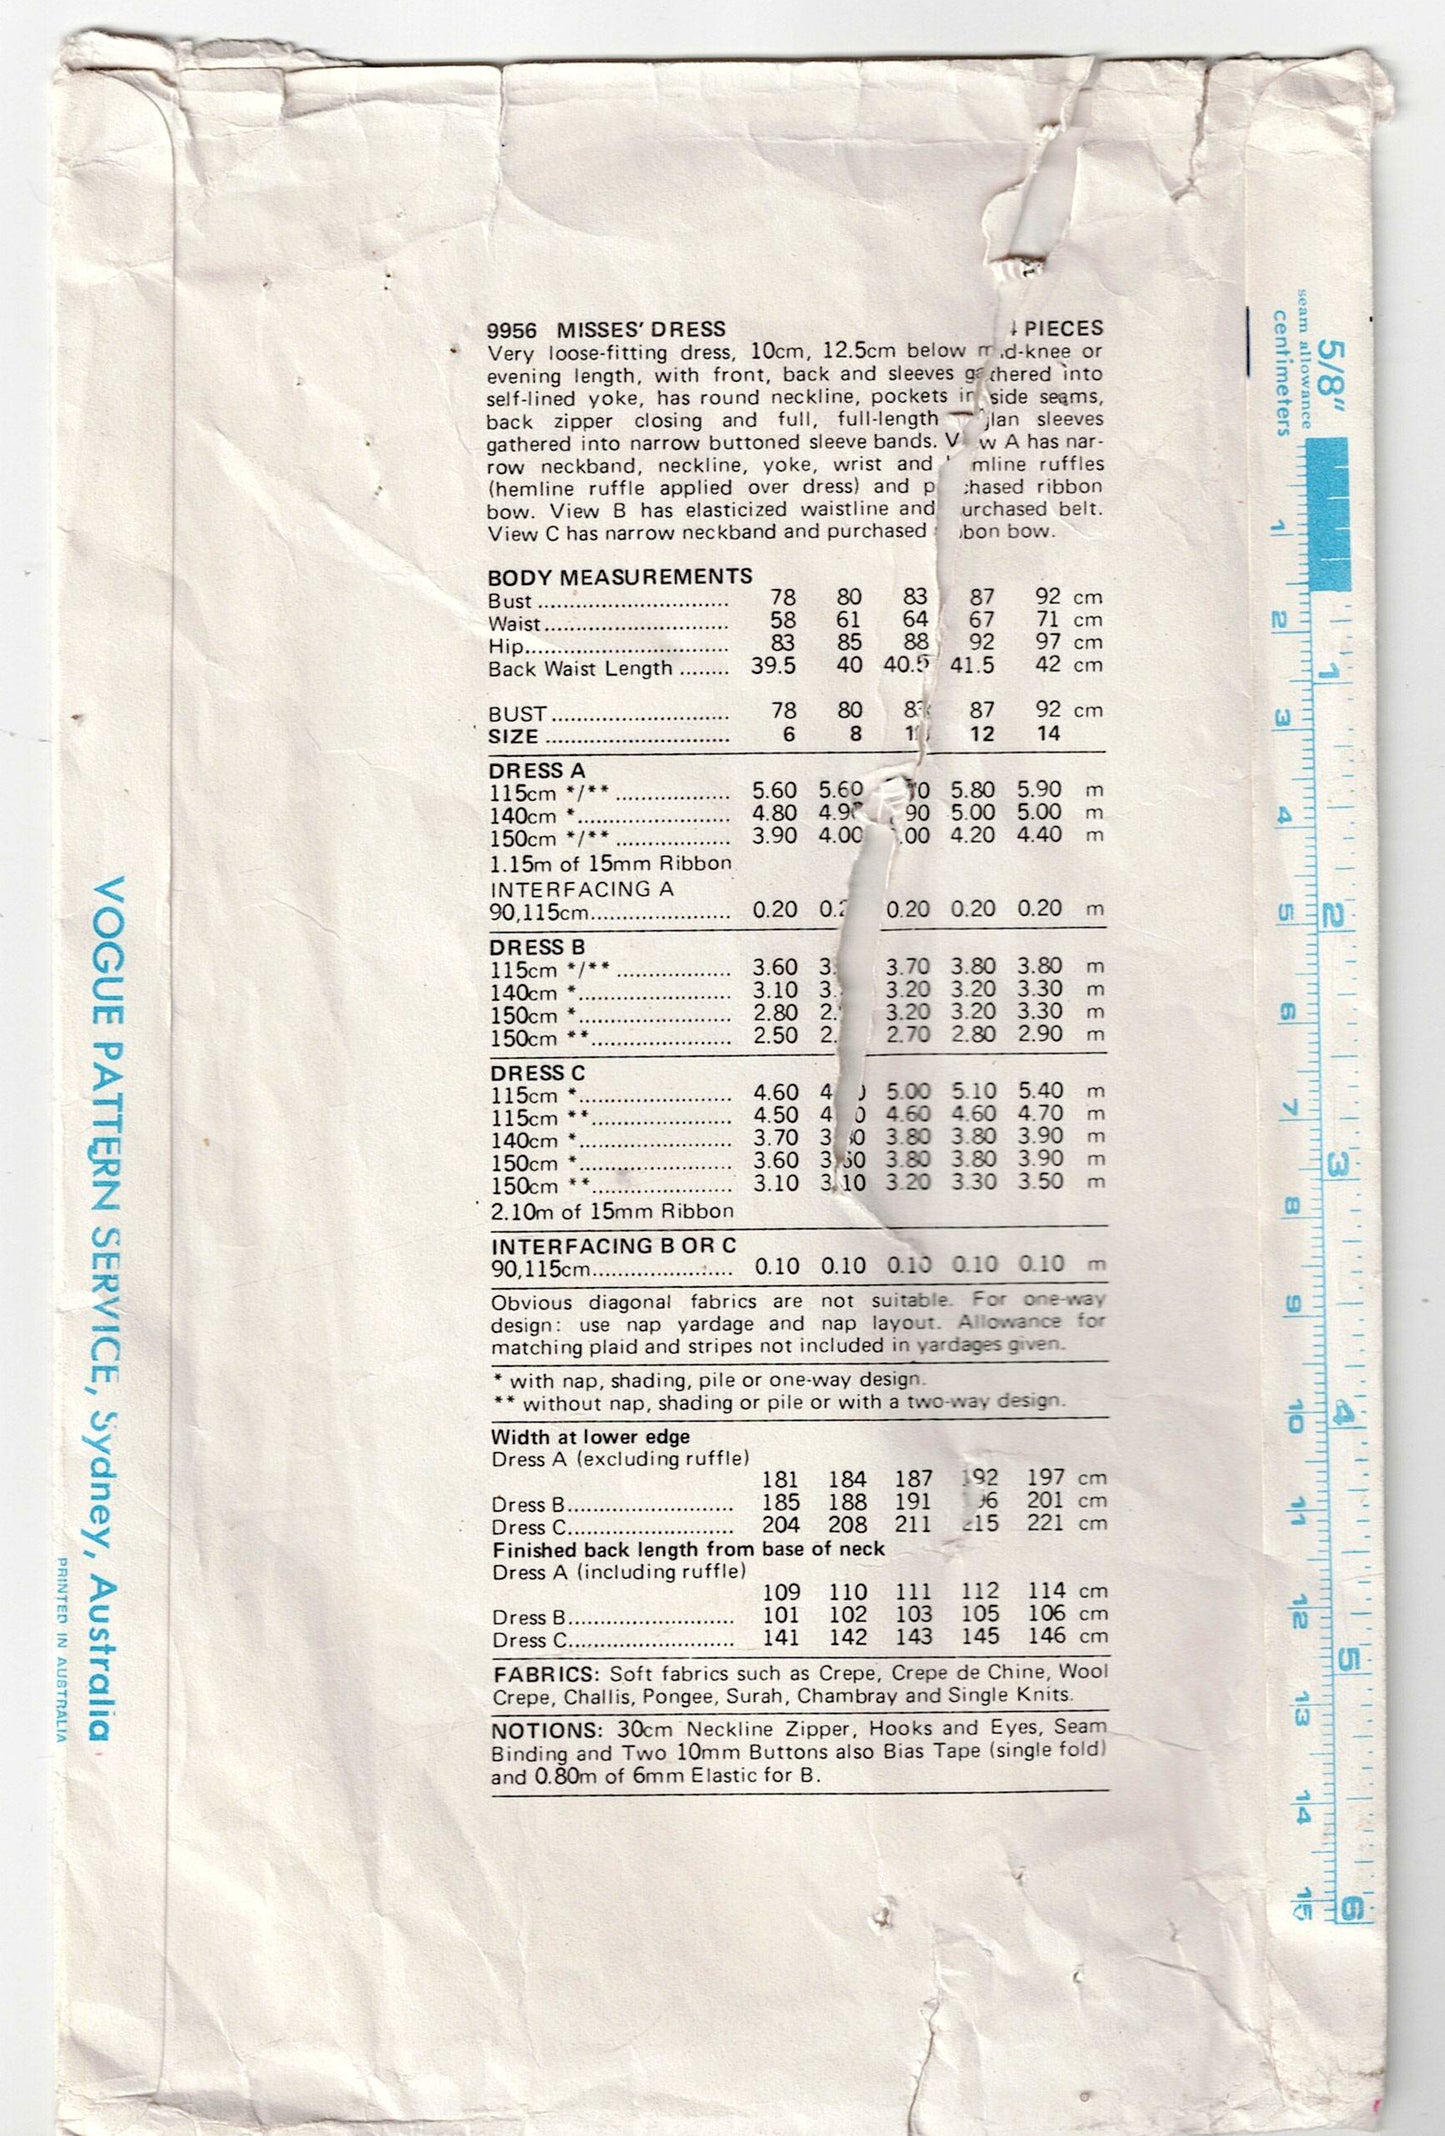 9956 MISSES' DRESS PIECES
Very loose-fitting dress, 10cm, 12.5cm below mid-knee or
evening length, with front, back and sleeves gathered into
self-lined yoke, has round neckline, pockets in side seams,
back zipper closing and full, full-length sleeves
gathered into narrow buttoned sleeve bands. View A has nar-
row neckband, neckline, yoke, wrist and hemline ruffles
(hemline ruffle applied over dress) and purchased ribbon
bow. View B has elasticized waistline and purchased belt.
View C has narrow neckband and purchased ribbon bow.
BODY MEASUREMENTS
Bust .............................. 78 80 83 87 92 cm
Waist.............................. 58 61 64 67 71 cm
Hip................................. 83 85 88 92 97 cm
Back Waist Length ........ 39.5 40 40.5 41.5 42 cm
BUST ............................. 78 80 83 87 92 cm
SIZE .............................. 6 8 12 14
DRESS A
115cm */** ................... 5.60 5.60 5.80 5.90 m
140cm *......................... 4.80 4.90 5.00 5.00 m
150cm */** ................... 3.90 4.00 4.20 4.40 m
1.15m of 15mm Ribbon
INTERFACING A
90,115cm....................... 0.20 0.20 0.20 0.20 m
DRESS B
115cm */** ................... 3.60 3.70 3.80 3.80 m
140cm *......................... 3.10 3.20 3.20 3.30 m
150cm *......................... 2.80 3.20 3.20 3.30 m
150cm **....................... 2.50 2.70 2.80 2.90 m
DRESS C
115cm *......................... 4.60 5.00 5.10 5.40 m
115cm **....................... 4.50 4.60 4.60 4.70 m
140cm *......................... 3.70 3.80 3.80 3.90 m
150cm *......................... 3.60 3.80 3.80 3.90 m
150cm **....................... 3.10 3.10 3.20 3.30 3.50 m
2.10m of 15mm Ribbon
INTERFACING B OR C
90,115cm....................... 0.10 0.10 0.10 0.10 0.10 m
Obvious diagonal fabrics are not suitable. For one-way
design: use nap yardage and nap layout. Allowance for
matching plaid and stripes not included in yardages given.
* with nap, shading, pile or one-way design.
** without nap, shading or pile or with a two-way design.
Width at lower edge
Dress A (excluding ruffle)
181 184 187 192 197 cm
Dress B........................... 185 188 191 201 cm
Dress C........................... 204 208 211 215 221 cm
Finished back length from base of neck
Dress A (including ruffle)
109 110 111 112 114 cm
Dress B........................... 101 102 103 105 106 cm
Dress C........................... 141 142 143 145 146 cm
FABRICS: Soft fabrics such as Crepe, Crepe de Chine, Wool
Crepe, Challis, Pongee, Surah, Chambray and Single Knits.
NOTIONS: 30cm Neckline Zipper, Hooks and Eyes, Seam
Binding and Two 10mm Buttons also Bias Tape (single fold)
and 0.80m of 6mm Elastic for B.
VOGUE PATTERN SERVICE, Sydney, Australia
PRINTED IN AUSTRALIA
5/8"
seam allowance
centimeters
1 2 3 4 5 6 7 8 9 10 11 12 13 14 15
1 2 3 4 5 6